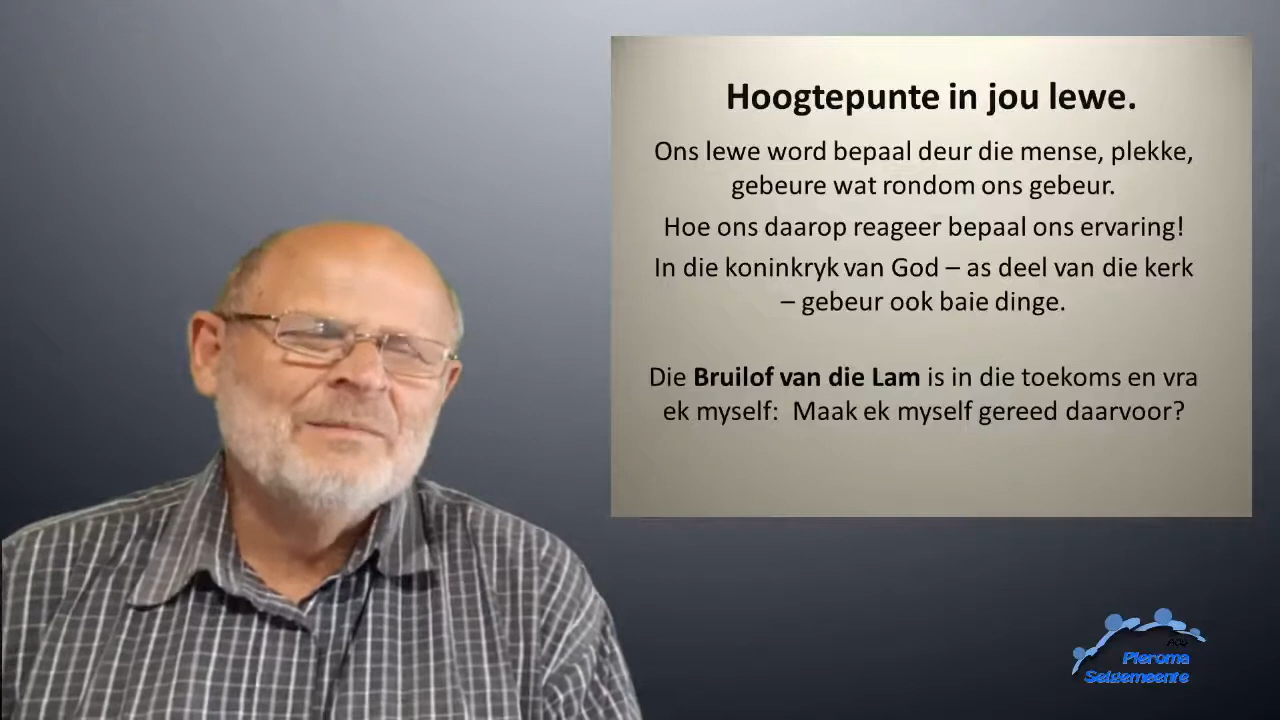 Hoogtepunte in jou lewe.
Ons lewe word bepaal deur die mense, plekke,
gebeure wat rondom ons gebeur.
Hoe ons daarop reageer bepaal ons ervaring!
In die koninkryk van God – as deel van die kerk
– gebeur ook baie dinge.
Die Bruilof van die Lam is in die toekoms en vra
ek myself: Maak ek myself gereed daarvoor?
Pleroma
Selgemeente